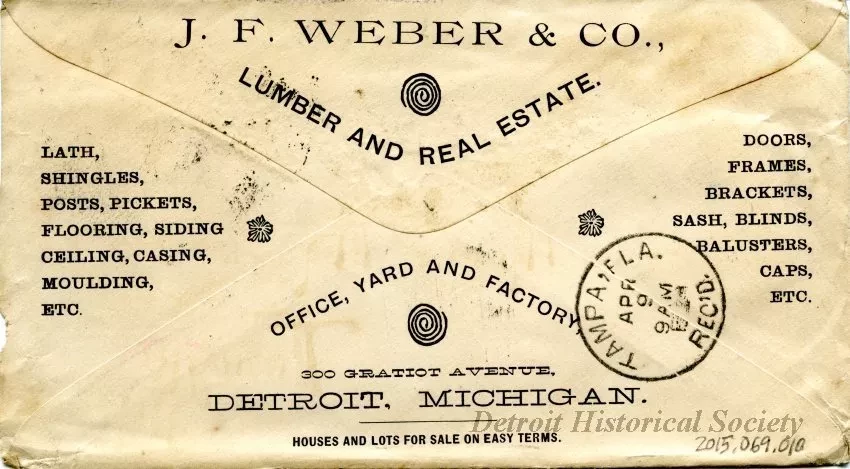 J. F. WEBER & CO.,
LUMBER AND REAL ESTATE.
LATH,
SHINGLES,
POSTS, PICKETS,
FLOORING, SIDING
CEILING, CASING,
MOULDING,
ETC.
DOORS,
FRAMES,
BRACKETS,
SASH, BLINDS,
BALUSTERS,
CAPS,
ETC.
OFFICE, YARD AND FACTORY,
TAMPA, FLA.
APR
9
9 AM
REC'D.
300 GRATIOT AVENUE,
DETROIT, MICHIGAN.
HOUSES AND LOTS FOR SALE ON EASY TERMS.
Detroit Historical Society
2015.069.010